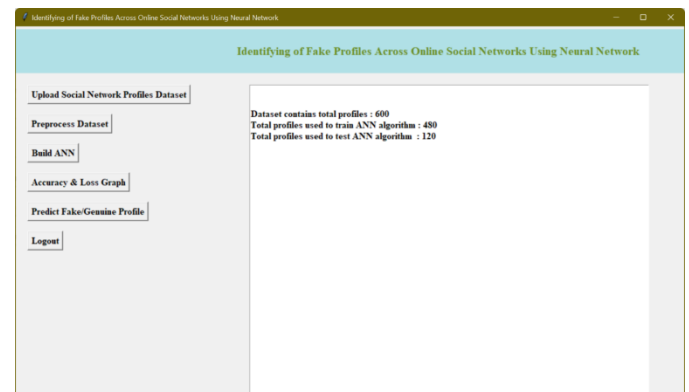 Identifying of Fake Profiles Across Online Social Networks Using Neural Network
Identifying of Fake Profiles Across Online Social Networks Using Neural Network
Upload Social Network Profiles Dataset
Preprocess Dataset
Build ANN
Accuracy & Loss Graph
Predict Fake/Genuine Profile
Logout
Dataset contains total profiles : 600
Total profiles used to train ANN algorithm : 480
Total profiles used to test ANN algorithm : 120